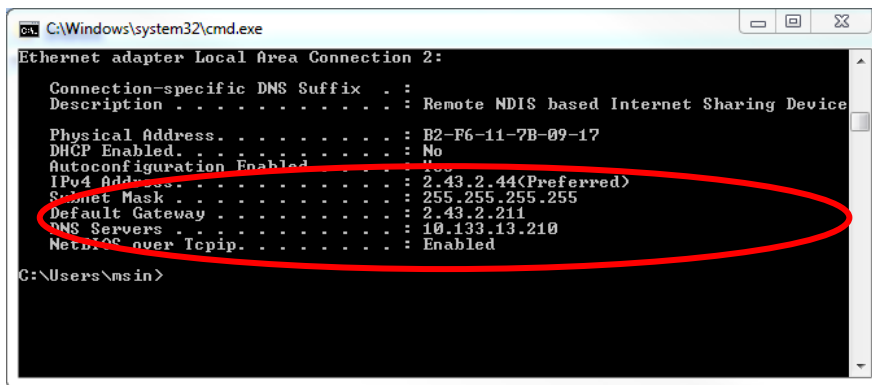 C:\Windows\system32\cmd.exe
Ethernet adapter Local Area Connection 2:
Connection-specific DNS Suffix . :
Description . . . . . . . . . . . : Remote NDIS based Internet Sharing Device
Physical Address. . . . . . . . . : B2-F6-11-7B-09-17
DHCP Enabled. . . . . . . . . . . : No
Autoconfiguration Enabled . . . . : Yes
IPv4 Address. . . . . . . . . . . : 2.43.2.44(Preferred)
Subnet Mask . . . . . . . . . . . : 255.255.255.255
Default Gateway . . . . . . . . . : 2.43.2.211
DNS Servers . . . . . . . . . . . : 10.133.13.210
NetBIOS over Tcpip. . . . . . . . : Enabled
C:\Users\msin>